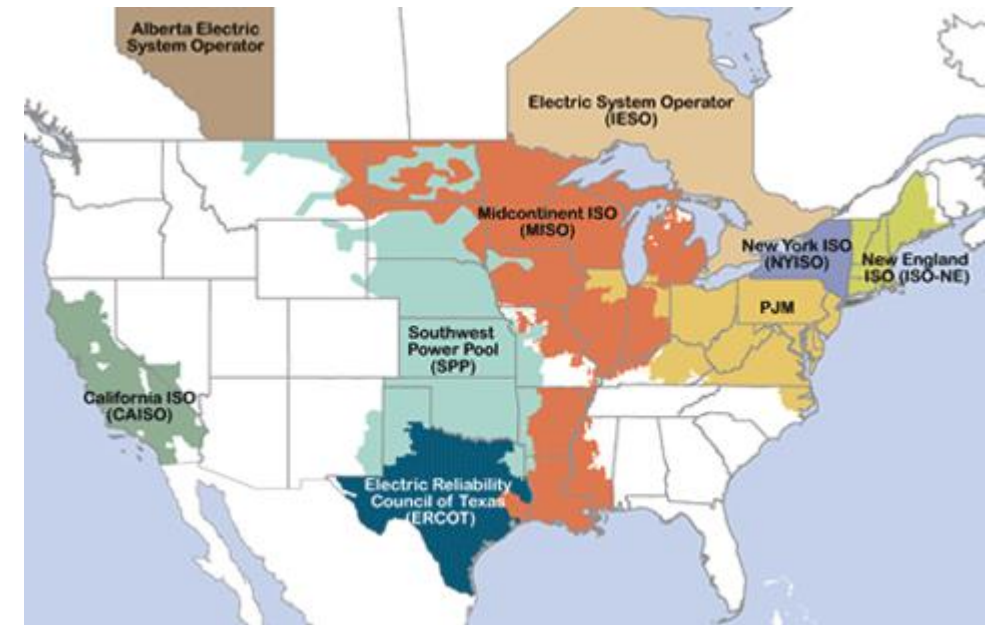 Alberta Electric
System Operator
Electric System Operator
(IESO)
Midcontinent ISO
(MISO)
New York ISO
(NYISO)
New England
ISO (ISO-NE)
PJM
Southwest
Power Pool
(SPP)
California ISO
(CAISO)
Electric Reliability
Council of Texas
(ERCOT)